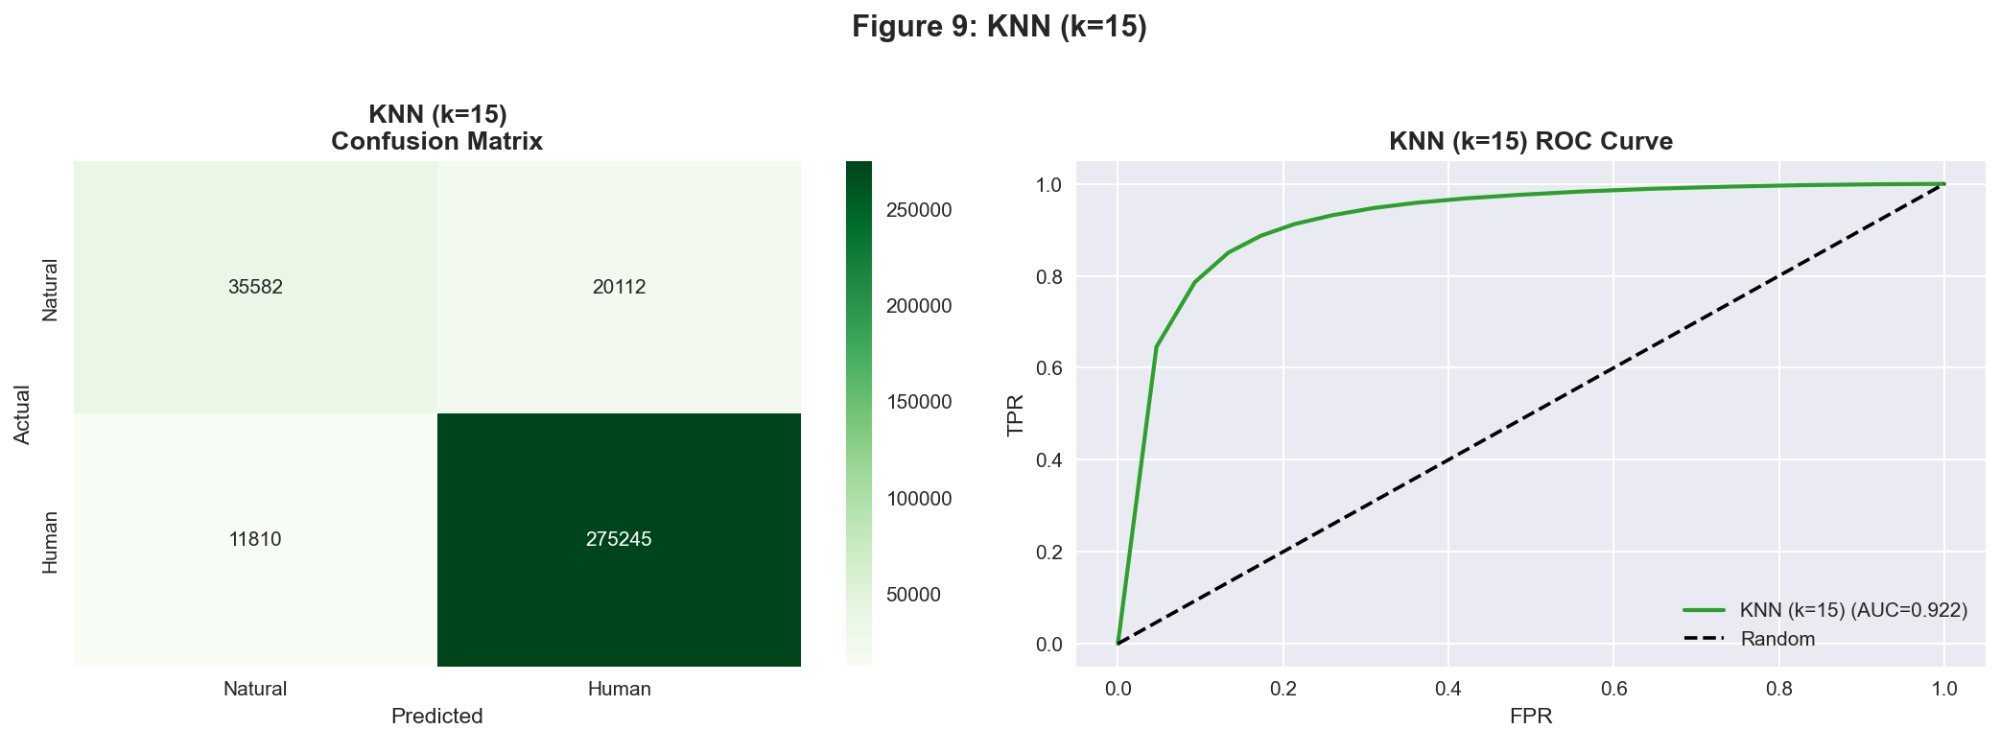 Figure 9: KNN (k=15)
KNN (k=15)
Confusion Matrix
Actual
Natural
Human
35582
20112
11810
275245
Natural
Human
Predicted
250000
200000
150000
100000
50000
KNN (k=15) ROC Curve
TPR
1.0
0.8
0.6
0.4
0.2
0.0
KNN (k=15) (AUC=0.922)
Random
0.0
0.2
0.4
0.6
0.8
1.0
FPR